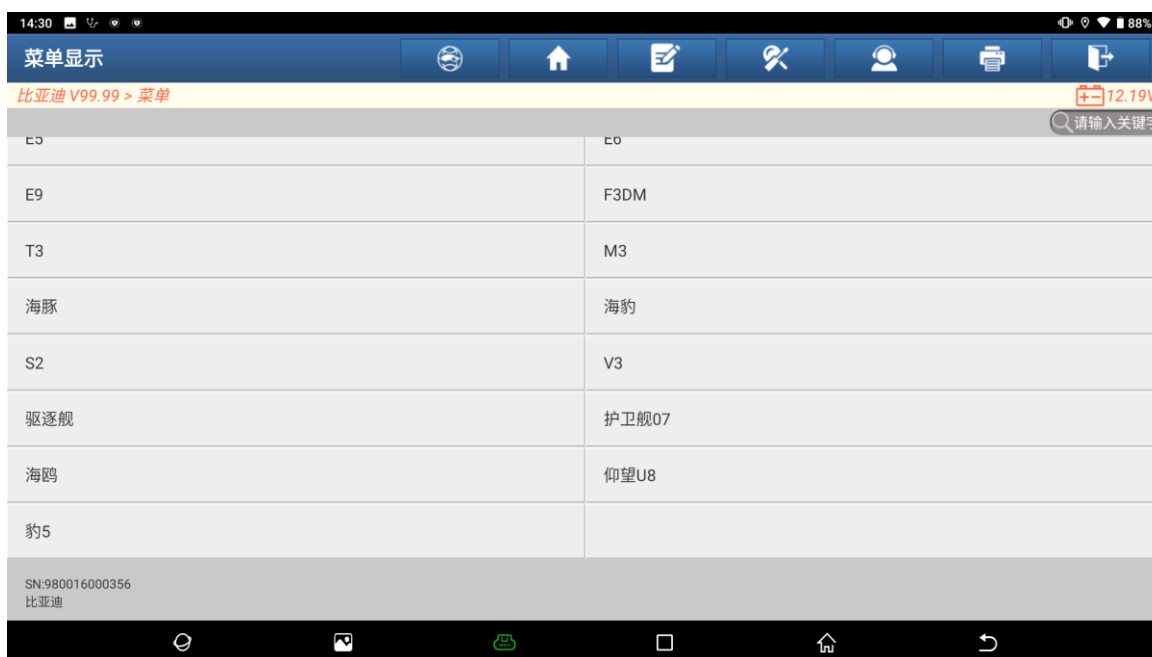 14:30
88%
菜单显示
比亚迪 V99.99 > 菜单
12.19V
请输入关键字
E5
E6
E9
F3DM
T3
M3
海豚
海豹
S2
V3
驱逐舰
护卫舰07
海鸥
仰望U8
豹5
SN:980016000356
比亚迪